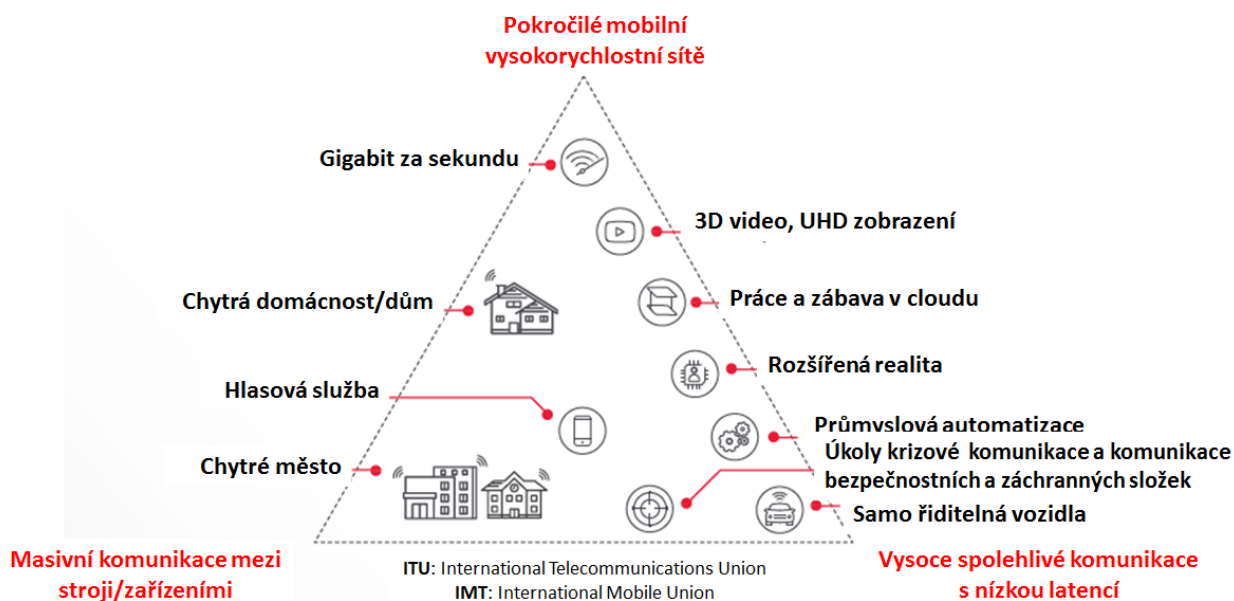 Pokročilé mobilní
vysokorychlostní sítě
Gigabit za sekundu
3D video, UHD zobrazení
Chytrá domácnost/dům
Práce a zábava v cloudu
Rozšířená realita
Hlasová služba
Průmyslová automatizace
Úkoly krizové komunikace a komunikace
bezpečnostních a záchranných složek
Chytré město
Samo řiditelná vozidla
Masivní komunikace mezi
stroji/zařízeními
ITU: International Telecommunications Union
IMT: International Mobile Union
Vysoce spolehlivé komunikace
s nízkou latencí